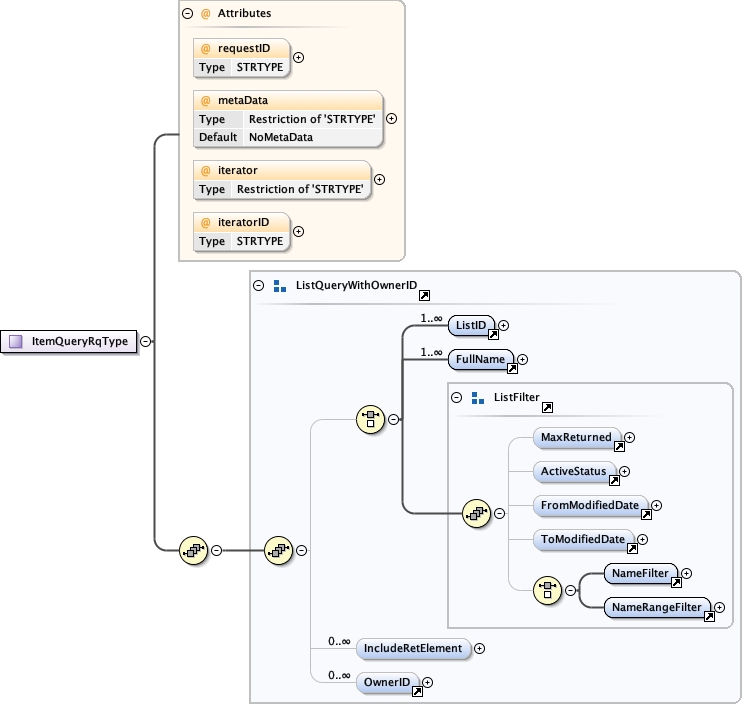 Attributes
@ requestID
Type STRTYPE
@ metaData
Type Restriction of 'STRTYPE'
Default NoMetaData
@ iterator
Type Restriction of 'STRTYPE'
@ iteratorID
Type STRTYPE
ListQueryWithOwnerID
1..∞ ListID
ItemQueryRqType
1..∞ FullName
ListFilter
MaxReturned
ActiveStatus
FromModifiedDate
ToModifiedDate
NameFilter
NameRangeFilter
0..∞ IncludeRetElement
0..∞ OwnerID